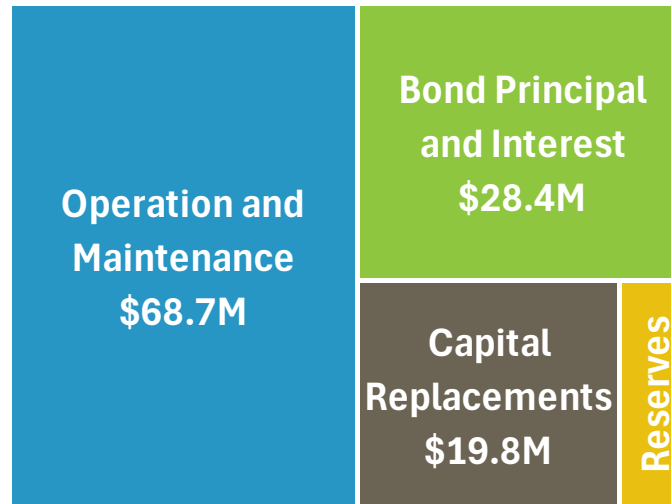 Operation and
Maintenance
$68.7M
Bond Principal
and Interest
$28.4M
Capital
Replacements
$19.8M
Reserves